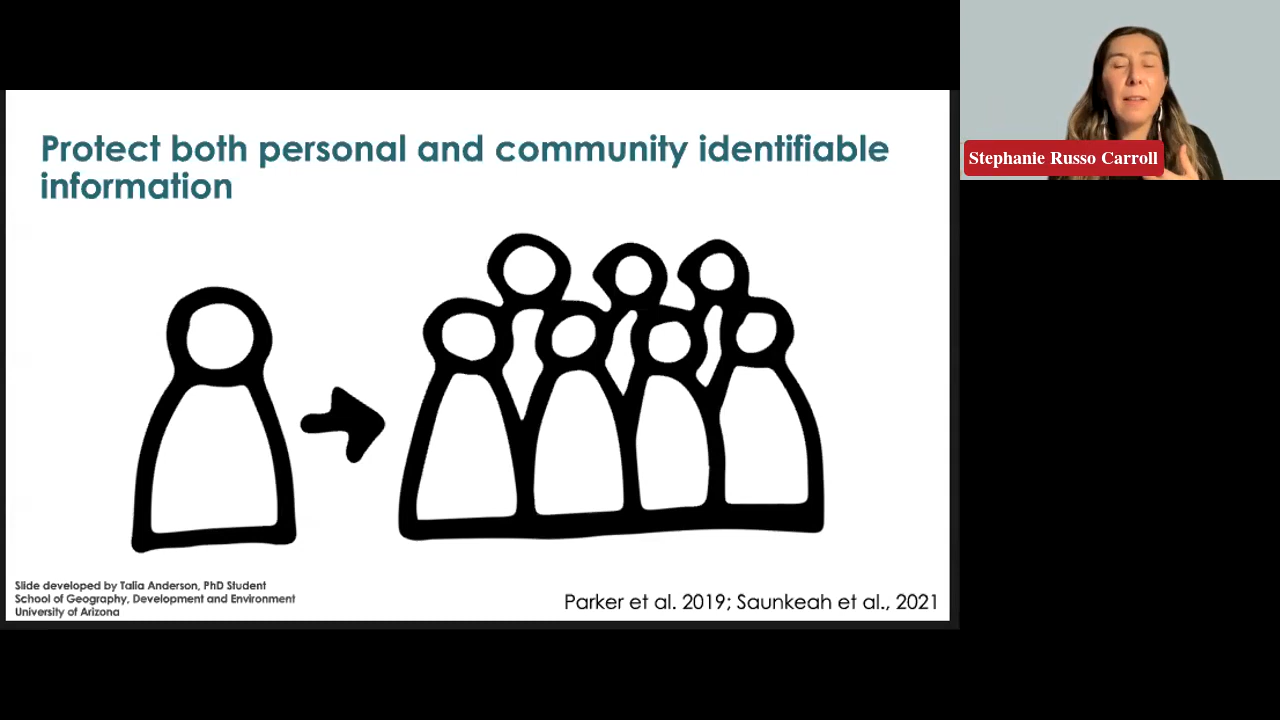 Protect both personal and community identifiable
information
Stephanie Russo Carroll
Slide developed by Talia Anderson, PhD Student
School of Geography, Development and Environment
University of Arizona
Parker et al. 2019; Saunkeah et al., 2021